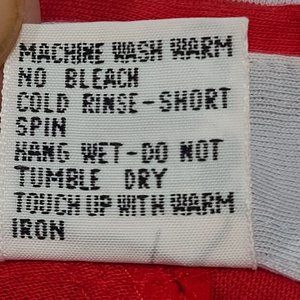 MACHINE WASH WARM
NO BLEACH
COLD RINSE-SHORT
SPIN
HANG WET-DO NOT
TUMBLE DRY
TOUCH UP WITH WARM
IRON